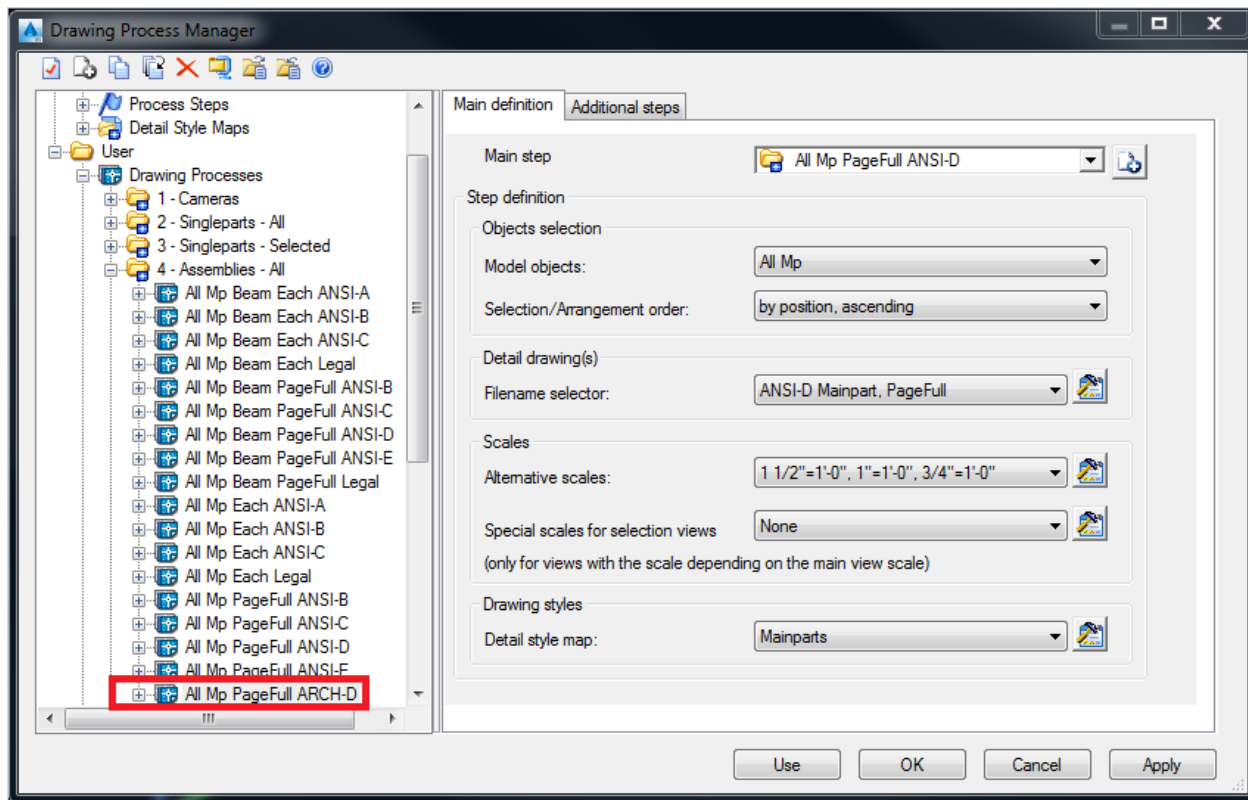 Drawing Process Manager
Process Steps
Detail Style Maps
User
Drawing Processes
1 - Cameras
2 - Singleparts - All
3 - Singleparts - Selected
4 - Assemblies - All
All Mp Beam Each ANSI-A
All Mp Beam Each ANSI-B
All Mp Beam Each ANSI-C
All Mp Beam Each Legal
All Mp Beam PageFull ANSI-B
All Mp Beam PageFull ANSI-C
All Mp Beam PageFull ANSI-D
All Mp Beam PageFull ANSI-E
All Mp Beam PageFull Legal
All Mp Each ANSI-A
All Mp Each ANSI-B
All Mp Each ANSI-C
All Mp Each Legal
All Mp PageFull ANSI-B
All Mp PageFull ANSI-C
All Mp PageFull ANSI-D
All Mp PageFull ANSI-E
All Mp PageFull ARCH-D
Main definition
Additional steps
Main step
All Mp PageFull ANSI-D
Step definition
Objects selection
Model objects:
All Mp
Selection/Arrangement order:
by position, ascending
Detail drawing(s)
Filename selector:
ANSI-D Mainpart, PageFull
Scales
Alternative scales:
1 1/2"=1'-0", 1"=1'-0", 3/4"=1'-0"
Special scales for selection views
None
(only for views with the scale depending on the main view scale)
Drawing styles
Detail style map:
Mainparts
Use
OK
Cancel
Apply